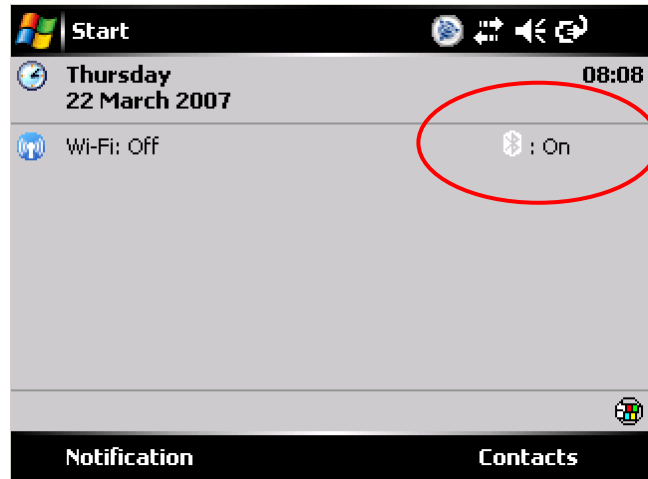 Start
Thursday 08:08
22 March 2007
Wi-Fi: Off : On
Notification Contacts